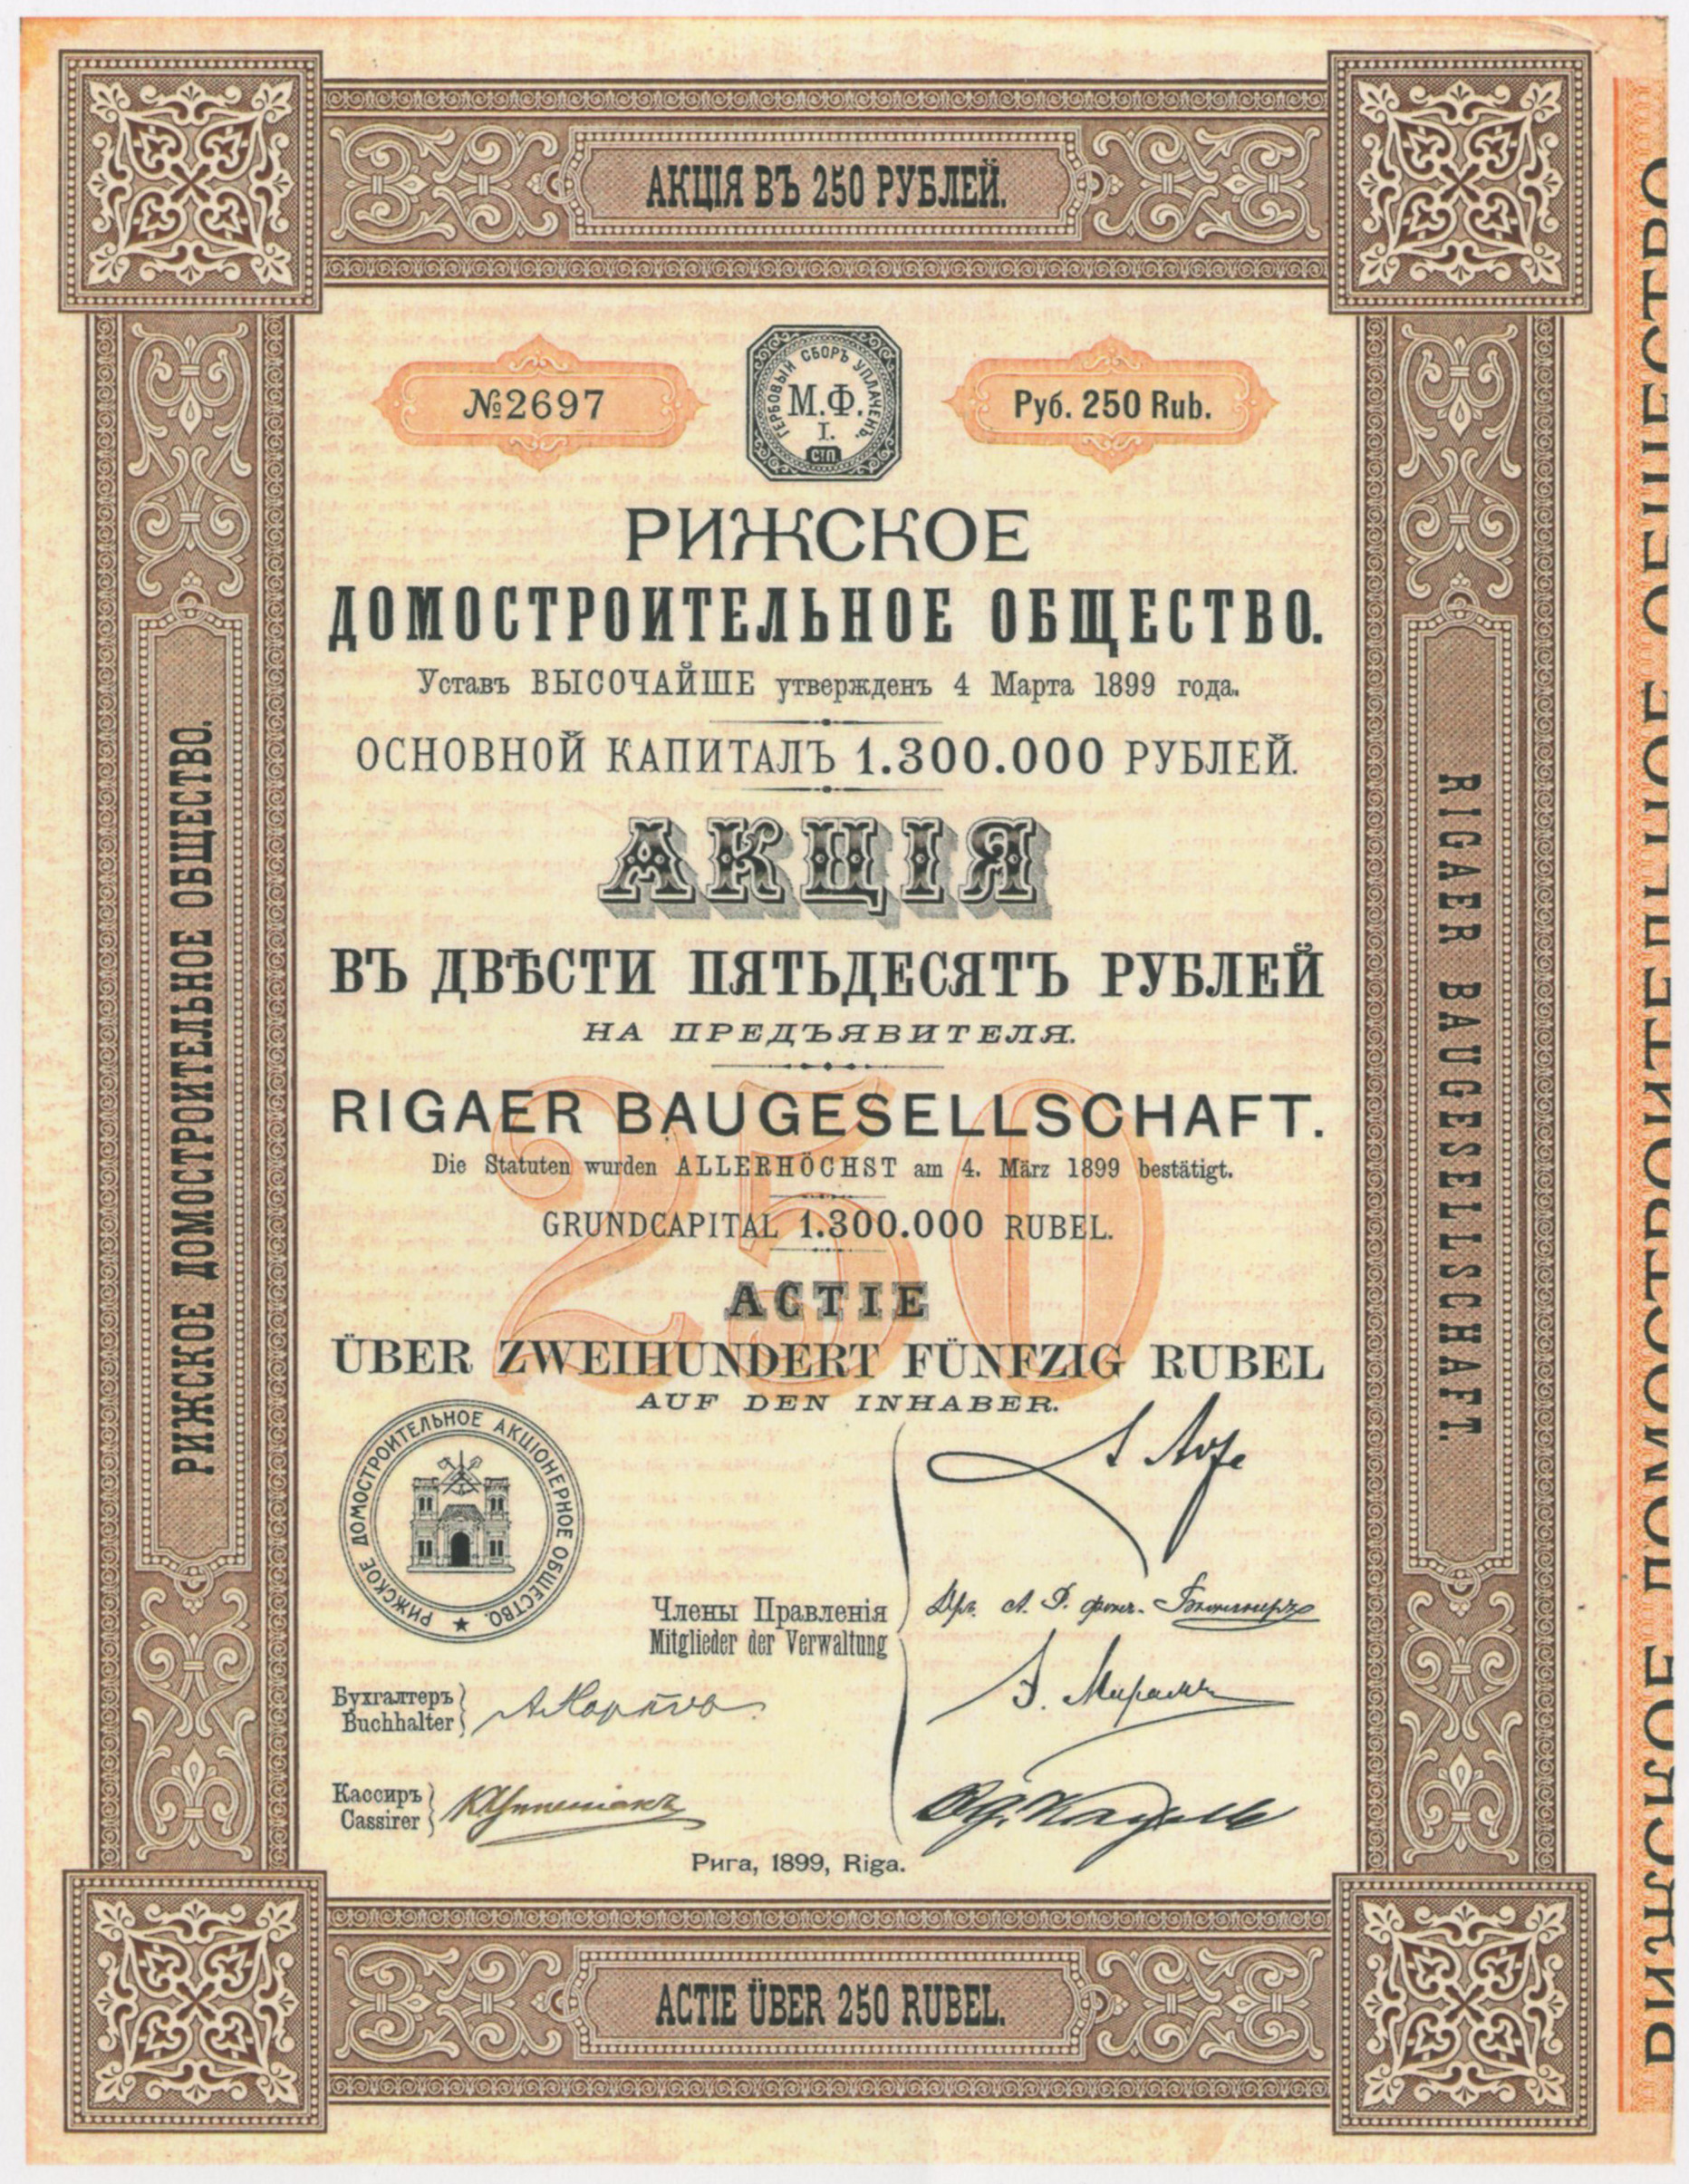 АКЦІЯ ВЪ 250 РУБЛЕЙ.
№2697
ГЕРБОВЫЙ СБОРЪ УПЛАЧЕНЪ.
М.Ф.
I.
СТП.
Руб. 250 Rub.
РИЖСКОЕ
ДОМОСТРОИТЕЛЬНОЕ ОБЩЕСТВО.
Уставъ ВЫСОЧАЙШЕ утвержденъ 4 Марта 1899 года.
ОСНОВНОЙ КАПИТАЛЪ 1.300.000 РУБЛЕЙ.
АКЦІЯ
ВЪ ДВѢСТИ ПЯТЬДЕСЯТЪ РУБЛЕЙ
НА ПРЕДЪЯВИТЕЛЯ.
250
RIGAER BAUGESELLSCHAFT.
Die Statuten wurden ALLERHÖCHST am 4. März 1899 bestätigt.
GRUNDCAPITAL 1.300.000 RUBEL.
ACTIE
ÜBER ZWEIHUNDERT FÜNFZIG RUBEL
AUF DEN INHABER.
РИЖСКОЕ ДОМОСТРОИТЕЛЬНОЕ АКЦІОНЕРНОЕ ОБЩЕСТВО.
Члены Правленія
Mitglieder der Verwaltung
Бухгалтеръ
Buchhalter
Кассиръ
Cassirer
Рига, 1899, Riga.
ACTIE ÜBER 250 RUBEL.
РИЖСКОЕ ДОМОСТРОИТЕЛЬНОЕ ОБЩЕСТВО.
RIGAER BAUGESELLSCHAFT.
РИЖСКОЕ ДОМОСТРОИТЕЛЬНОЕ ОБЩЕСТВО